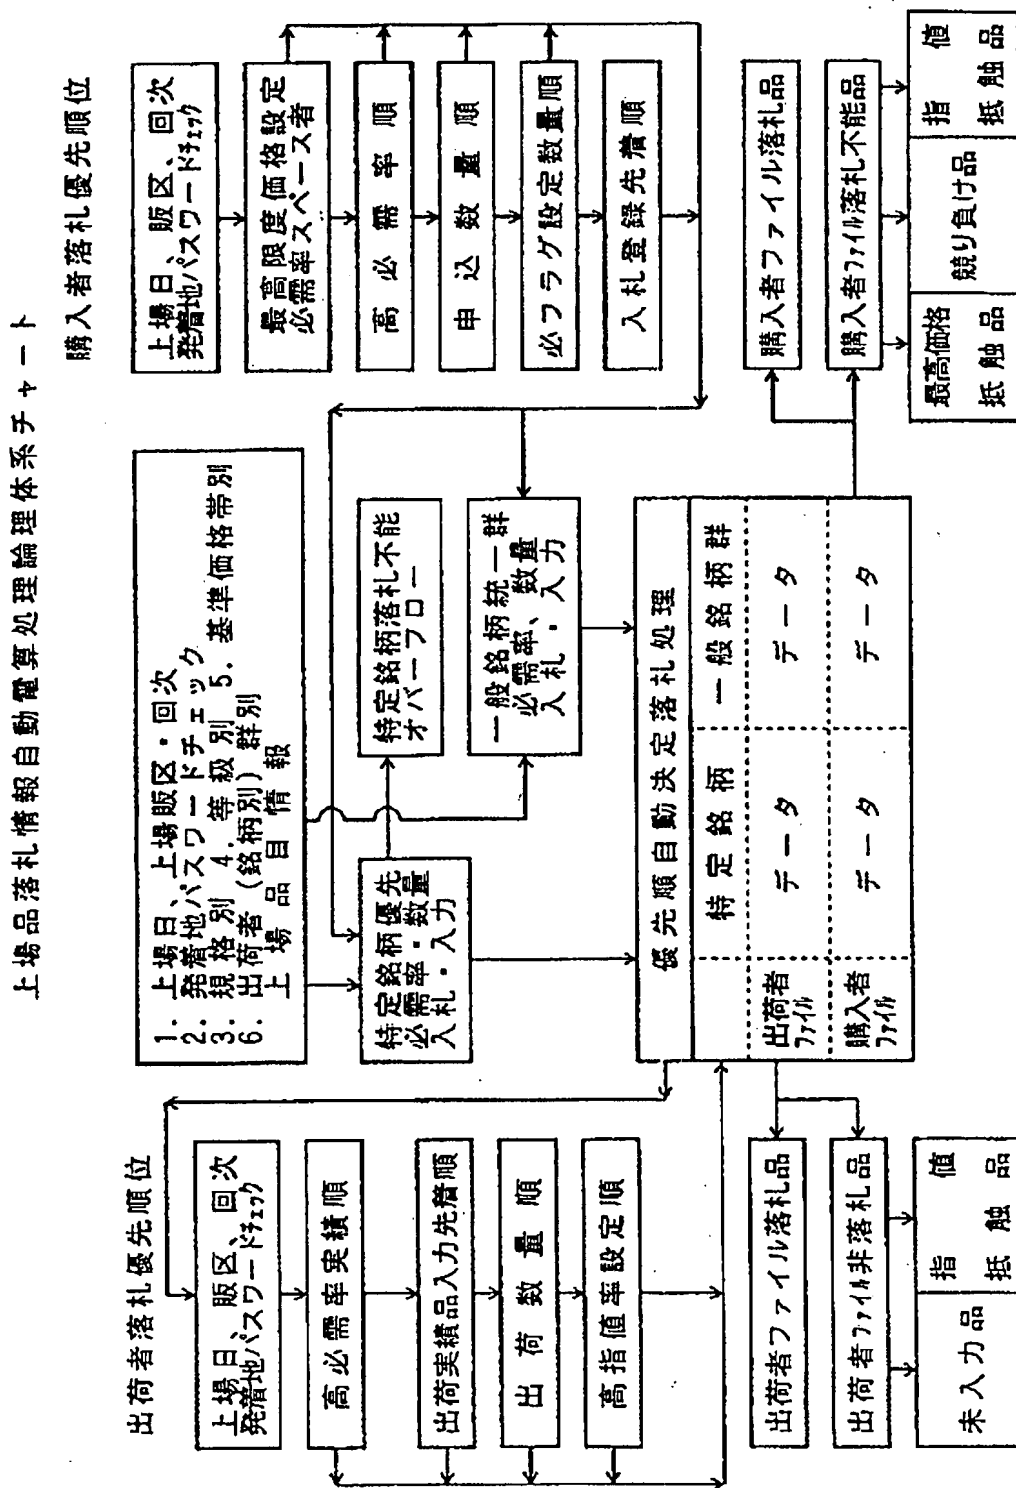 上場品落札情報自動電算処理論理体系チャート
出荷者落札優先順位
上場日、販区、回次
発着地パスワードチェック
高必需率実績順
出荷実績品入力先着順
出荷数量順
高指値率設定順
出荷者ファイル落札品
出荷者ファイル非落札品
未入力品
指値
抵触品
1. 上場日、上場販区・回次
2. 発着地パスワードチェック
3. 規格別 4. 等級別 5. 基準価格帯別
6. 出荷者（銘柄別）群別
上場品目情報
特定銘柄優先
必需率・数量
入札・入力
特定銘柄落札不能
オバーフロー
一般銘柄統一群
必需率、数量
入札・入力
優先順自動決定落札処理
特定銘柄
一般銘柄群
出荷者
ファイル
データ
データ
購入者
ファイル
データ
データ
購入者落札優先順位
上場日、販区、回次
発着地パスワードチェック
最高限度価格設定
必需率スペース者
高必需率順
申込数量順
必フラグ設定数量順
入札登録先着順
購入者ファイル落札品
購入者ファイル落札不能品
最高価格
抵触品
競り負け品
指値
抵触品